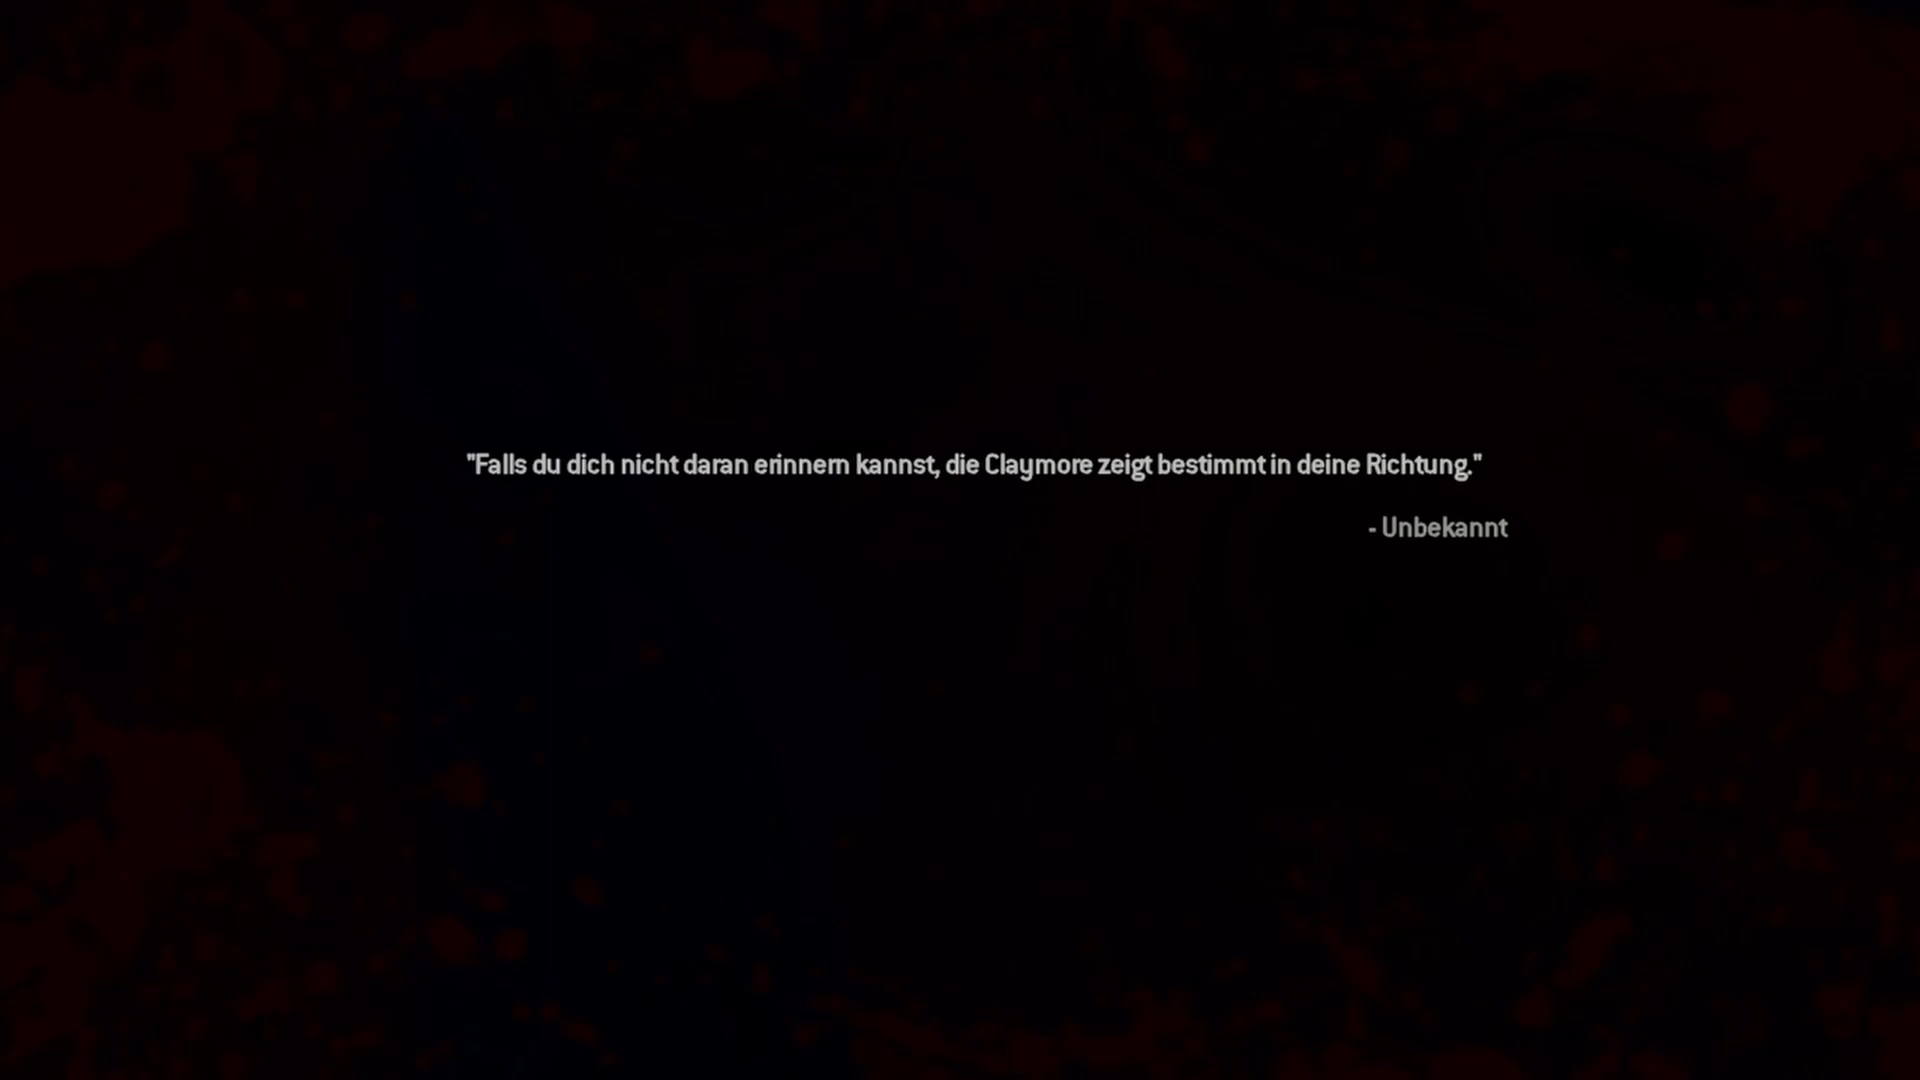 "Falls du dich nicht daran erinnern kannst, die Claymore zeigt bestimmt in deine Richtung."
- Unbekannt